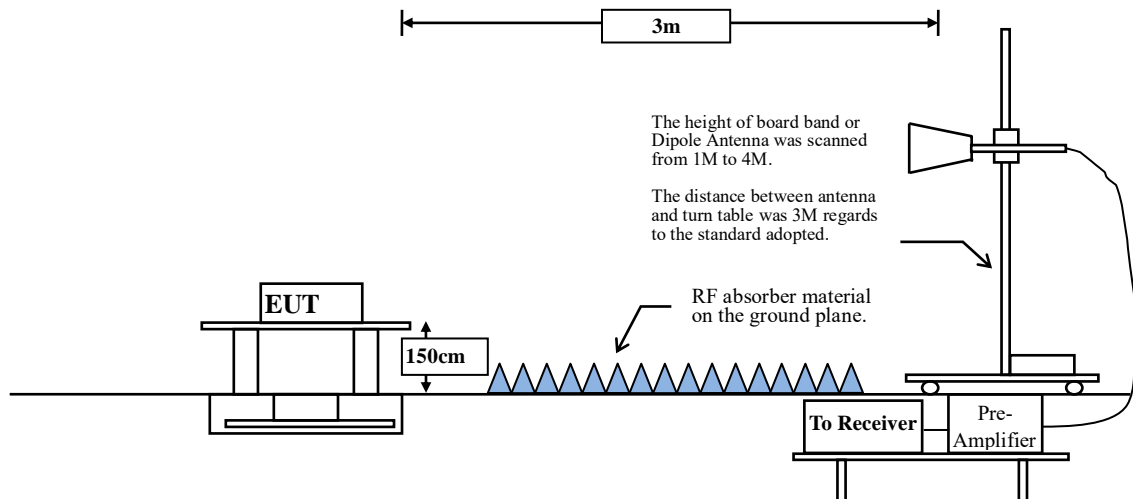 3m
The height of board band or
Dipole Antenna was scanned
from 1M to 4M.
The distance between antenna
and turn table was 3M regards
to the standard adopted.
EUT
RF absorber material
on the ground plane.
150cm
To Receiver
Pre-
Amplifier